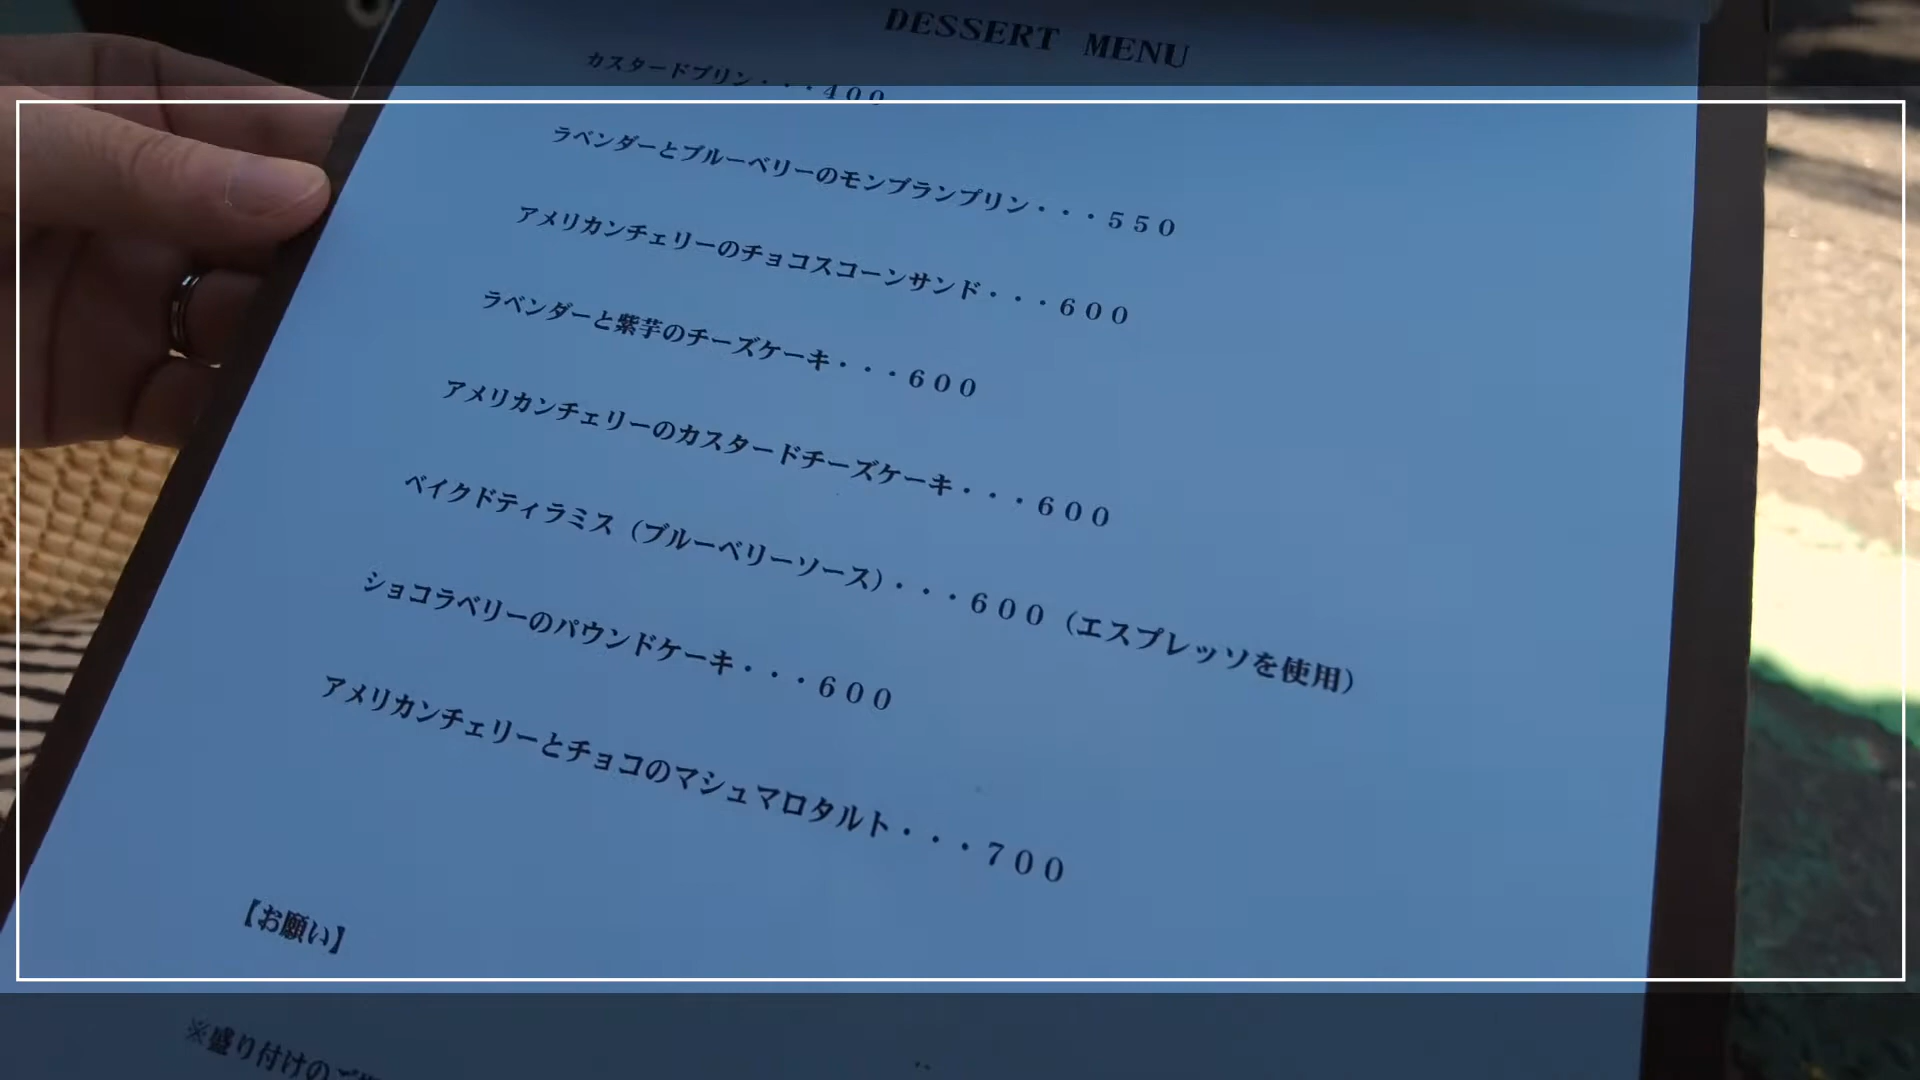 DESSERT MENU
カスタードプリン・・・400
ラベンダーとブルーベリーのモンブランプリン・・・550
アメリカンチェリーのチョコスコーンサンド・・・600
ラベンダーと紫芋のチーズケーキ・・・600
アメリカンチェリーのカスタードチーズケーキ・・・600
ベイクドティラミス（ブルーベリーソース）・・・600（エスプレッソを使用）
ショコラベリーのパウンドケーキ・・・600
アメリカンチェリーとチョコのマシュマロタルト・・・700
【お願い】
※盛り付けのご